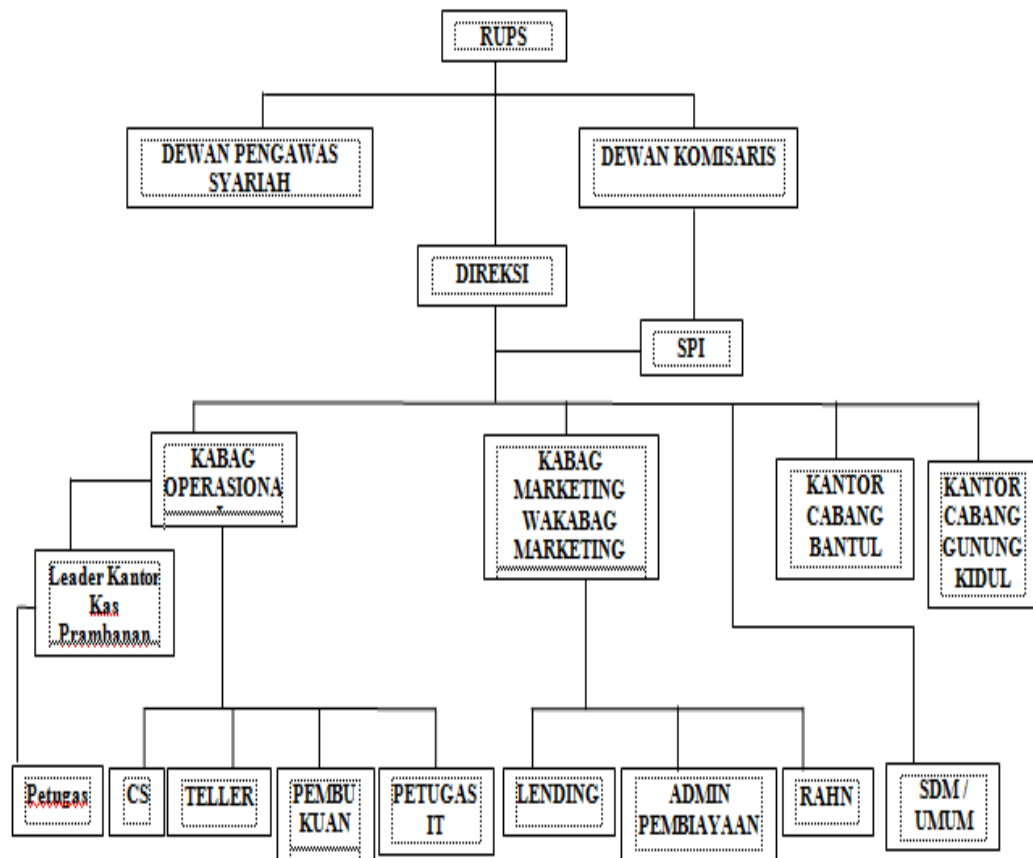 RUPS
DEWAN PENGAWAS
SYARIAH
DEWAN KOMISARIS
DIREKSI
SPI
KABAG
OPERASIONA
KABAG
MARKETING
WAKABAG
MARKETING
KANTOR
CABANG
BANTUL
KANTOR
CABANG
GUNUNG
KIDUL
Leader Kantor
Kas
Prambanan
Petugas
CS
TELLER
PEMBU
KUAN
PETUGAS
IT
LENDING
ADMIN
PEMBIAYAAN
RAHN
SDM /
UMUM